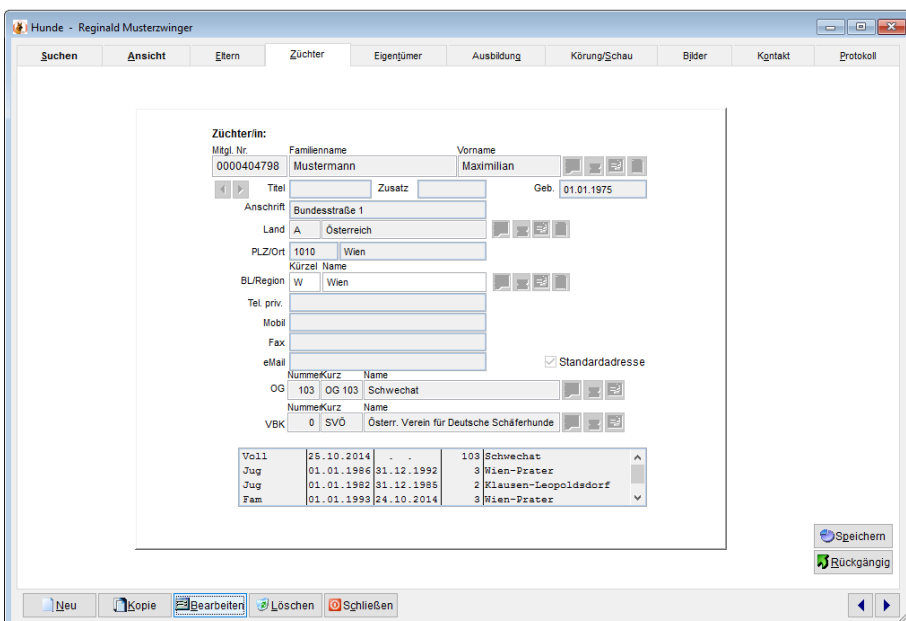 Hunde - Reginald Musterzwinger
Suchen Ansicht Eltern Züchter Eigentümer Ausbildung Körung/Schau Bilder Kontakt Protokoll
Züchter/in:
Mitgl. Nr. Familienname Vorname
0000404798 Mustermann Maximilian
Titel Zusatz Geb. 01.01.1975
Anschrift Bundesstraße 1
Land A Österreich
PLZ/Ort 1010 Wien
Kürzel Name
BL/Region W Wien
Tel. priv.
Mobil
Fax
eMail Standardadresse
Nummer Kurz Name
OG 103 OG 103 Schwechat
Nummer Kurz Name
VBK 0 SVÖ Österr. Verein für Deutsche Schäferhunde
Voll 25.10.2014 . . 103 Schwechat
Jug 01.01.1986 31.12.1992 3 Wien-Prater
Jug 01.01.1982 31.12.1985 2 Klausen-Leopoldsdorf
Fam 01.01.1993 24.10.2014 3 Wien-Prater
Speichern
Rückgängig
Neu Kopie Bearbeiten Löschen Schließen